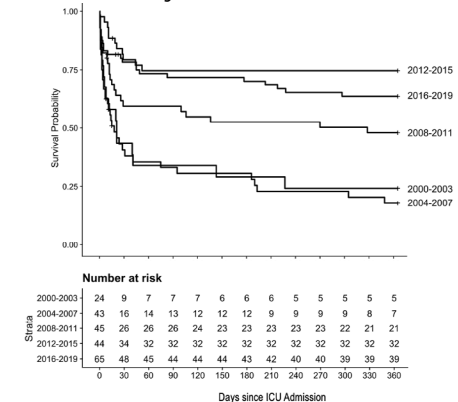 1.00
0.75
0.50
0.25
0.00
Survival Probability
2012-2015
2016-2019
2008-2011
2000-2003
2004-2007
Number at risk
Strata
2000-2003 24 9 7 7 7 6 6 6 5 5 5 5 5
2004-2007 43 16 14 13 12 12 12 9 9 9 9 8 7
2008-2011 45 26 26 26 24 23 23 23 23 23 22 21 21
2012-2015 44 34 32 32 32 32 32 32 32 32 32 32 32
2016-2019 65 48 45 44 44 44 43 42 40 40 39 39 39
0 30 60 90 120 150 180 210 240 270 300 330 360
Days since ICU Admission